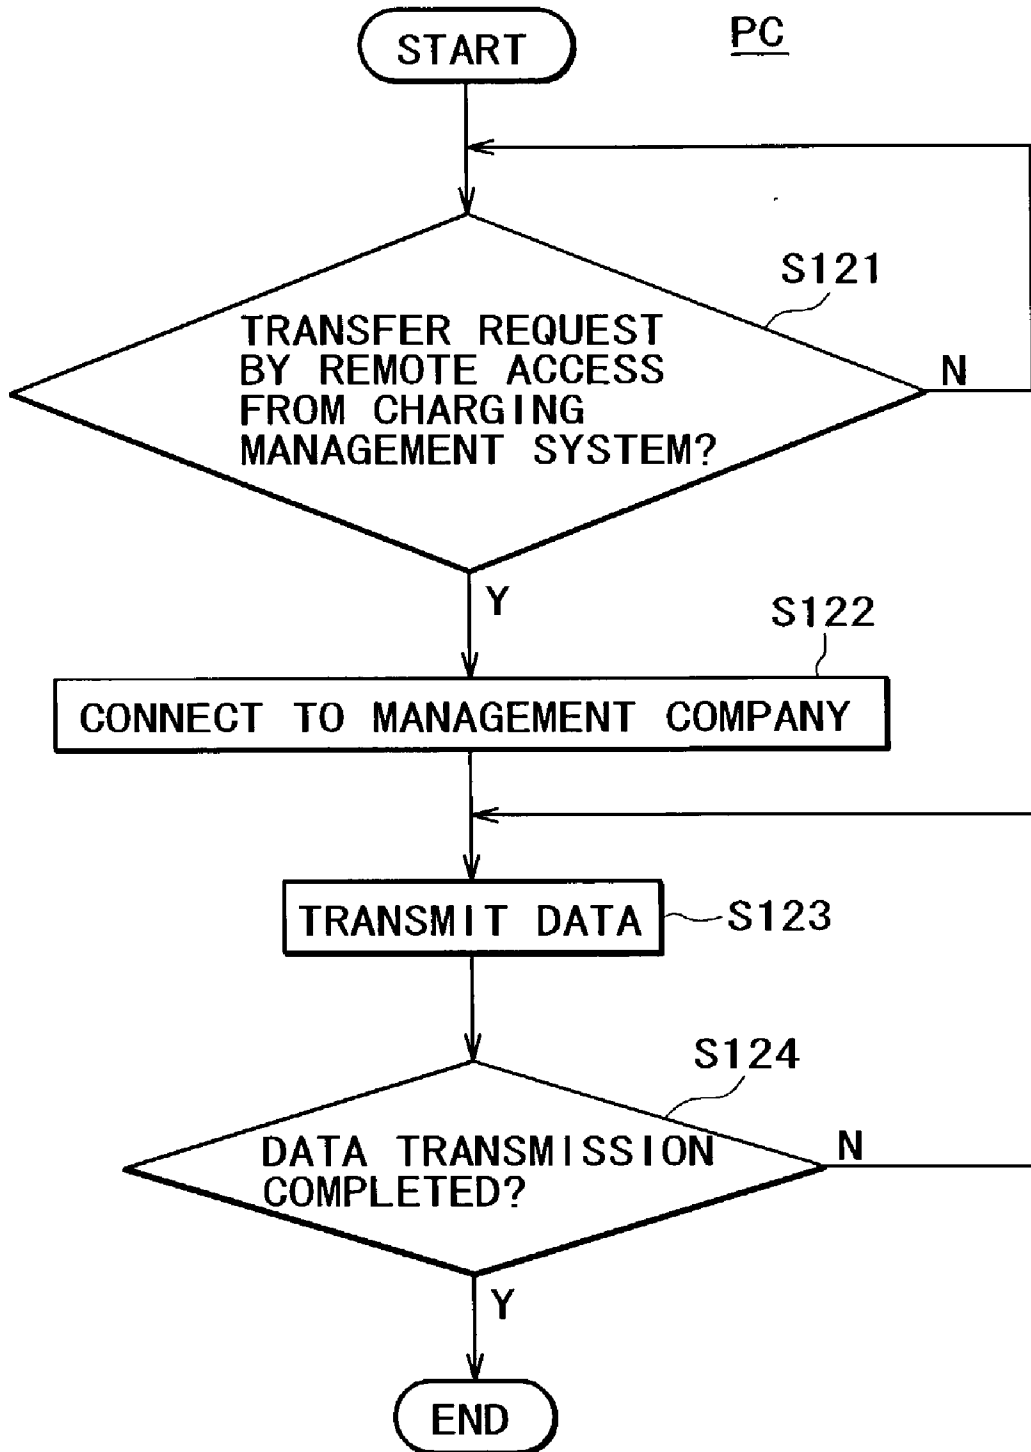 START
PC
S121
TRANSFER REQUEST
BY REMOTE ACCESS
FROM CHARGING
MANAGEMENT SYSTEM?
N
Y
S122
CONNECT TO MANAGEMENT COMPANY
TRANSMIT DATA
S123
S124
DATA TRANSMISSION
COMPLETED?
N
Y
END